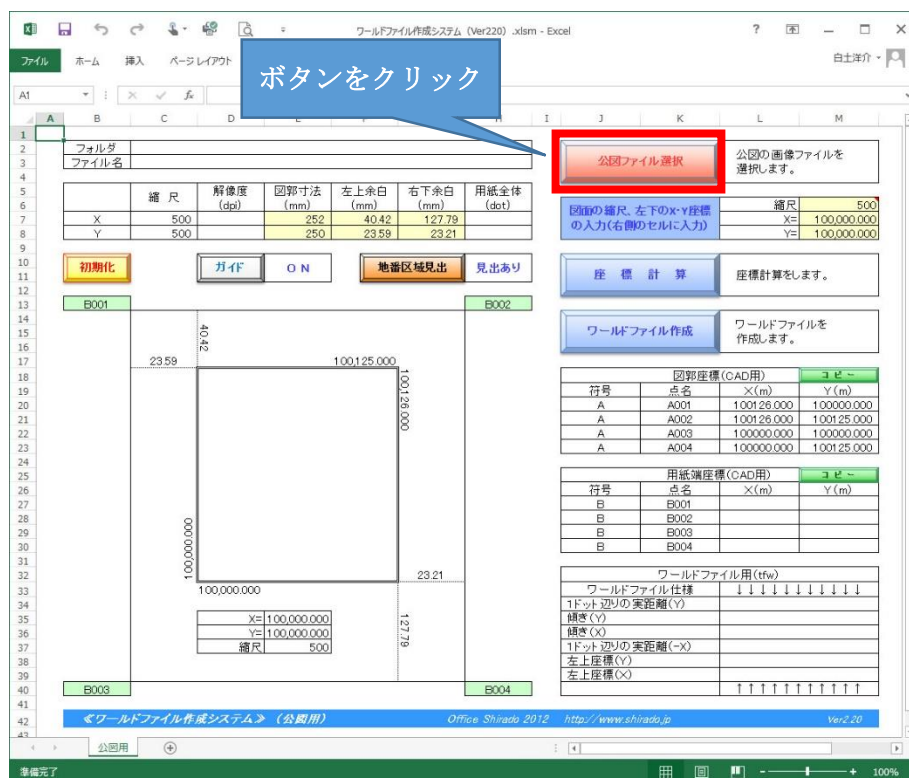 ワールドファイル作成システム (Ver220) .xlsm - Excel
ファイル ホーム 挿入 ページ レイアウト 白土洋介
ボタンをクリック
A1
A B C D I J K L M
フォルダ
ファイル名
公図ファイル選択 公図の画像ファイルを
選択します。
縮 尺 解像度 図郭寸法 左上余白 右下余白 用紙全体
(dpi) (mm) (mm) (mm) (dot)
X 500 252 40.42 127.79
Y 500 250 23.59 23.21
図面の縮尺、左下のX・Y座標
の入力(右側のセルに入力)
縮尺 500
X= 100,000.000
Y= 100,000.000
初期化 ガイド ON 地番区域見出 見出あり
座 標 計 算 座標計算をします。
ワールドファイル作成 ワールドファイルを
作成します。
B001 B002
40.42
23.59 100,125.000
100,126.000
100,000.000
100,000.000 23.21
127.79
X= 100,000.000
Y= 100,000.000
縮尺 500
B003 B004
図郭座標(CAD用) コピー
符号 点名 X(m) Y(m)
A A001 100126.000 100000.000
A A002 100126.000 100125.000
A A003 100000.000 100000.000
A A004 100000.000 100125.000
用紙端座標(CAD用) コピー
符号 点名 X(m) Y(m)
B B001
B B002
B B003
B B004
ワールドファイル用(tfw)
ワールドファイル仕様 ↓↓↓↓↓↓↓↓↓↓↓
1ドット辺りの実距離(Y)
傾き(Y)
傾き(X)
1ドット辺りの実距離(-X)
左上座標(Y)
左上座標(X)
↑↑↑↑↑↑↑↑↑↑↑
≪ワールドファイル作成システム≫ (公図用) Office Shirado 2012 http://www.shirado.jp Ver2.20
公図用
準備完了 100%